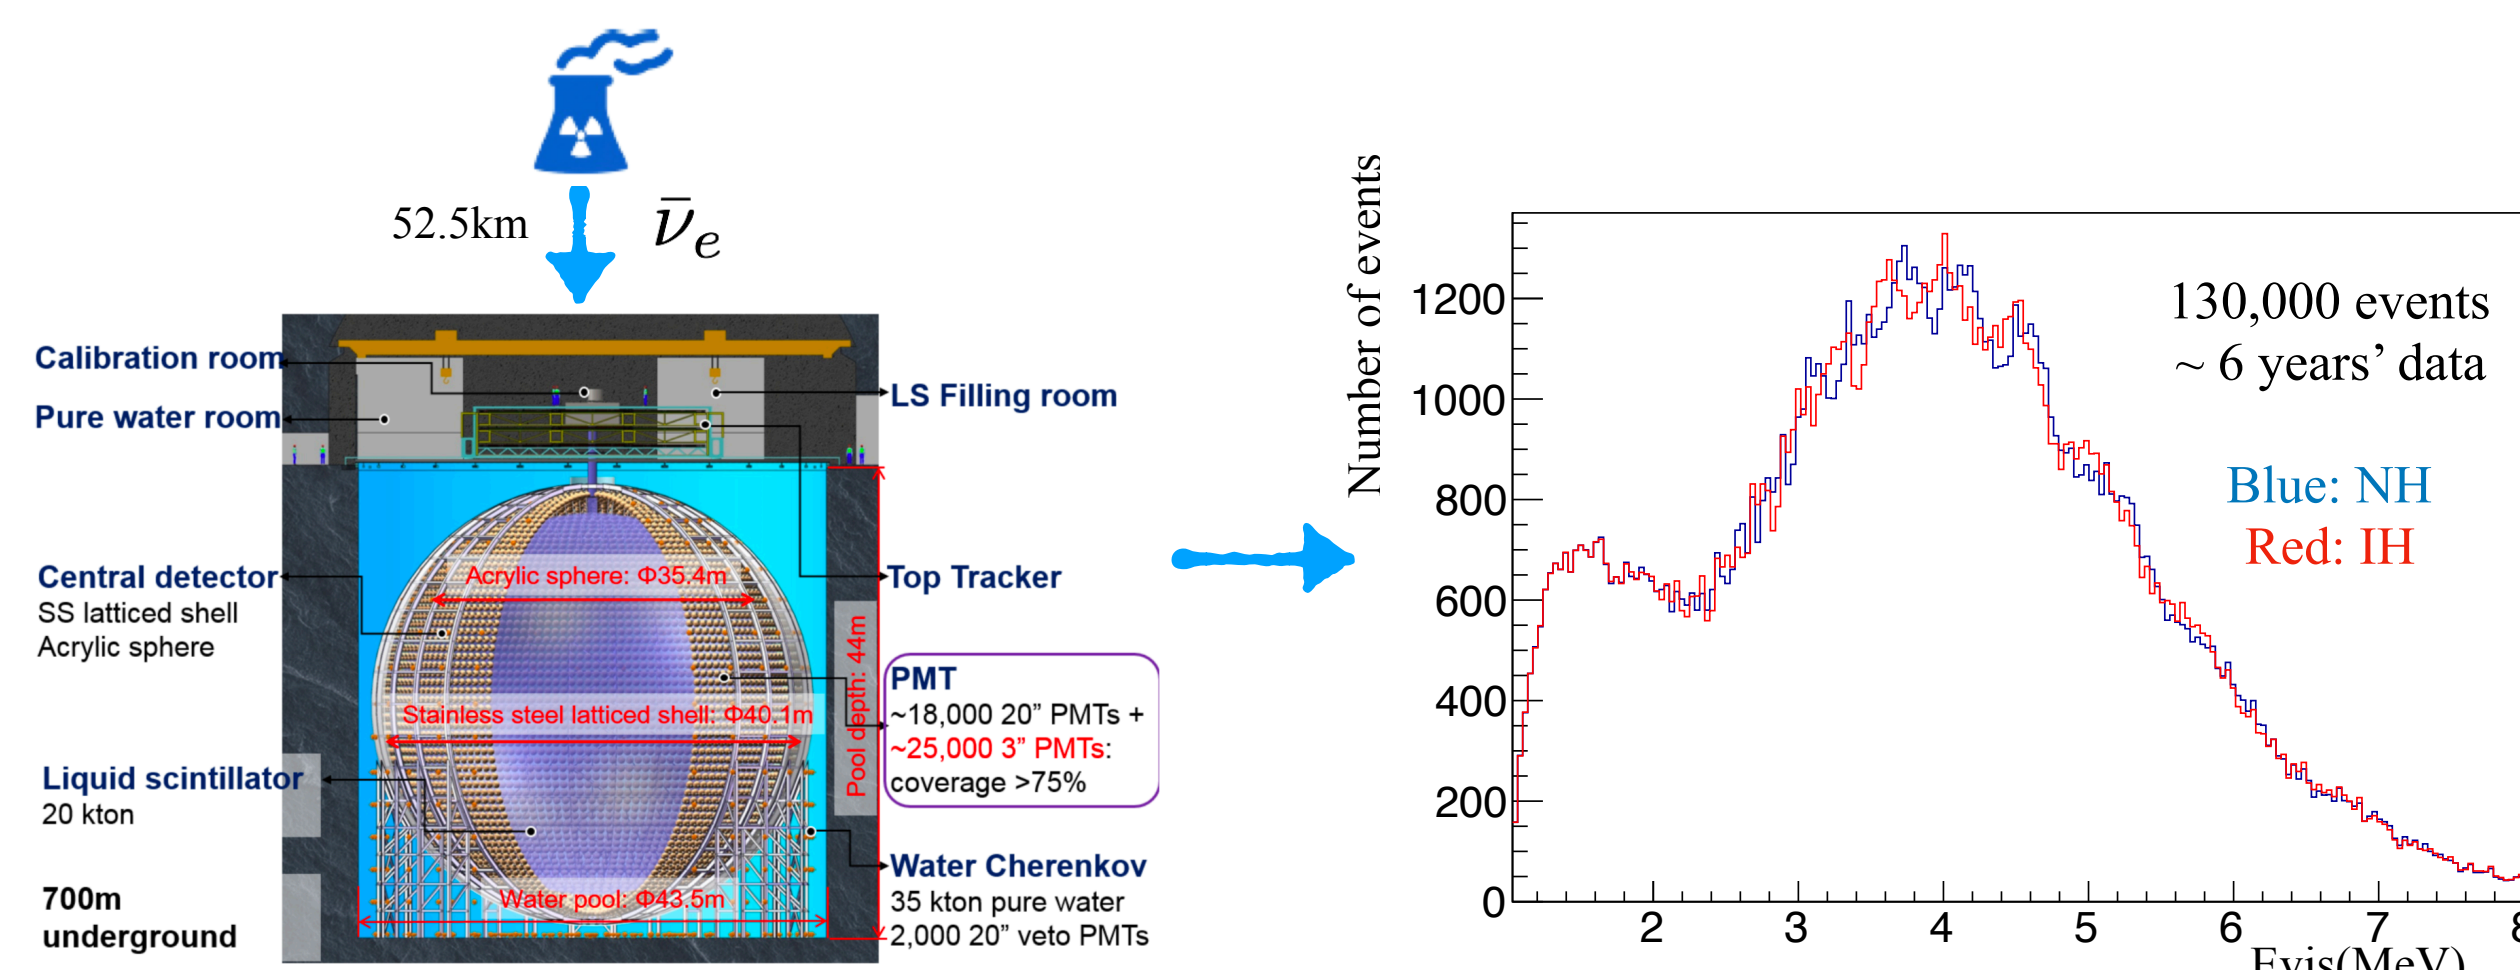 52.5km
ν̄e
Calibration room
Pure water room
LS Filling room
Central detector
SS latticed shell
Acrylic sphere
Top Tracker
Acrylic sphere: Φ35.4m
Stainless steel latticed shell: Φ40.1m
Pool depth: 44m
PMT
~18,000 20” PMTs +
~25,000 3” PMTs:
coverage >75%
Liquid scintillator
20 kton
Water Cherenkov
35 kton pure water
2,000 20” veto PMTs
Water pool: Φ43.5m
700m
underground
Number of events
1200
1000
800
600
400
200
0
2 3 4 5 6 7 8
Evis(MeV)
130,000 events
~ 6 years’ data
Blue: NH
Red: IH